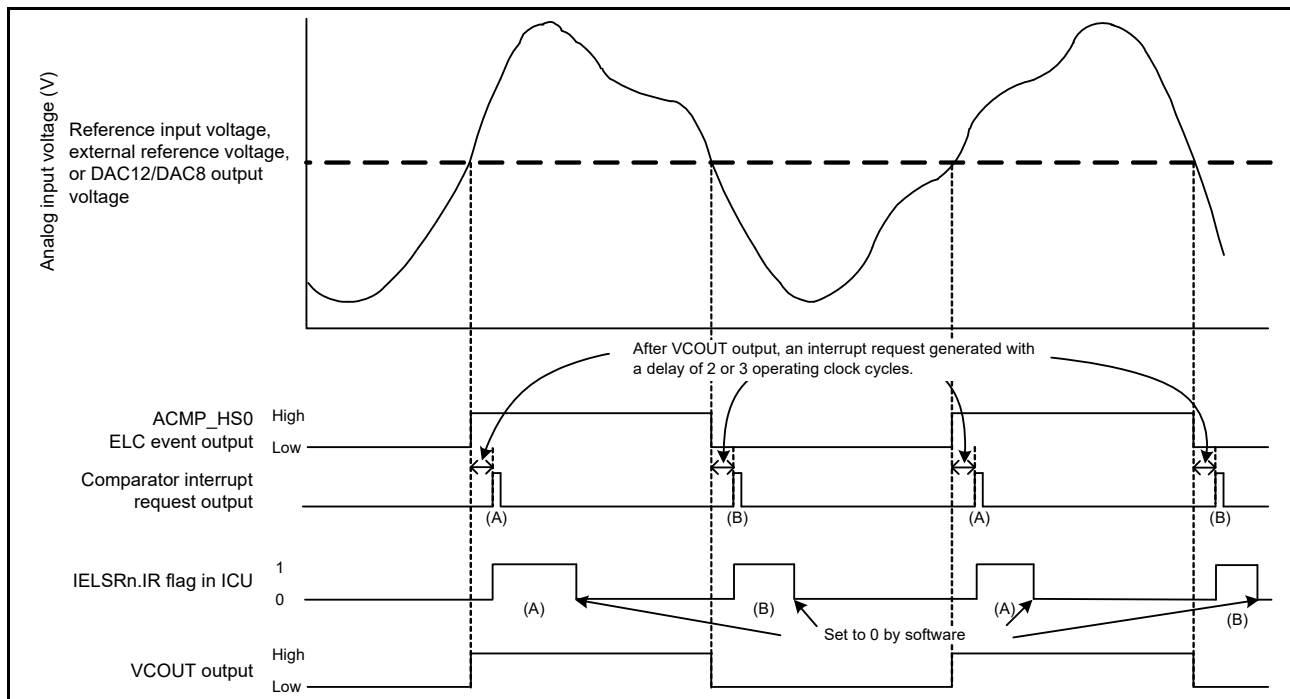 Analog input voltage (V)
Reference input voltage,
external reference voltage,
or DAC12/DAC8 output
voltage
After VCOUT output, an interrupt request generated with
a delay of 2 or 3 operating clock cycles.
ACMP_HS0
ELC event output
High
Low
Comparator interrupt
request output
(A)
(B)
(A)
(B)
IELSRn.IR flag in ICU
1
0
(A)
(B)
(A)
(B)
Set to 0 by software
VCOUT output
High
Low